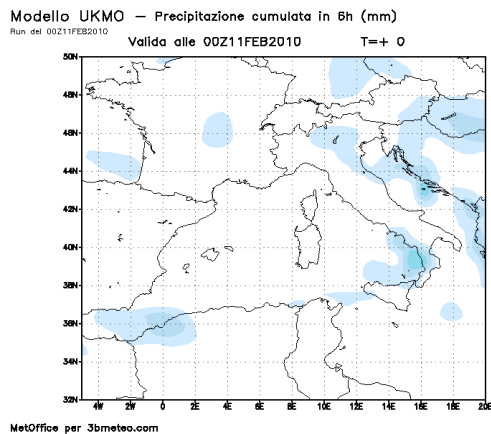 Modello UKMO – Precipitazione cumulata in 6h (mm)
Run del 00Z11FEB2010
Valida alle 00Z11FEB2010 T=+ 0
50N
48N
46N
44N
42N
40N
38N
36N
34N
32N
4W 2W 0 2E 4E 6E 8E 10E 12E 14E 16E 18E 20E
MetOffice per 3bmeteo.com